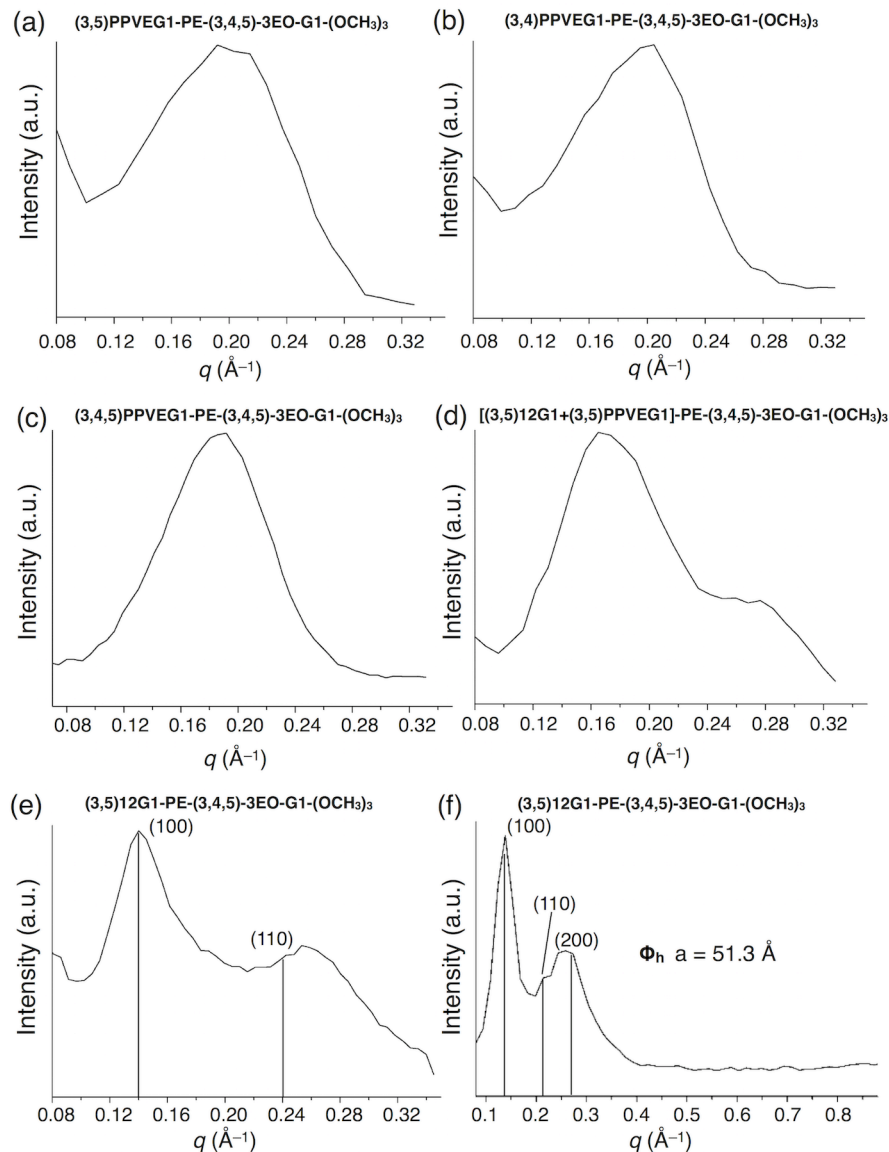 (a) (3,5)PPVEG1-PE-(3,4,5)-3EO-G1-(OCH₃)₃
Intensity (a.u.)
0.08 0.12 0.16 0.20 0.24 0.28 0.32
q (Å⁻¹)
(b) (3,4)PPVEG1-PE-(3,4,5)-3EO-G1-(OCH₃)₃
Intensity (a.u.)
0.08 0.12 0.16 0.20 0.24 0.28 0.32
q (Å⁻¹)
(c) (3,4,5)PPVEG1-PE-(3,4,5)-3EO-G1-(OCH₃)₃
Intensity (a.u.)
0.08 0.12 0.16 0.20 0.24 0.28 0.32
q (Å⁻¹)
(d) [(3,5)12G1+(3,5)PPVEG1]-PE-(3,4,5)-3EO-G1-(OCH₃)₃
Intensity (a.u.)
0.08 0.12 0.16 0.20 0.24 0.28 0.32
q (Å⁻¹)
(e) (3,5)12G1-PE-(3,4,5)-3EO-G1-(OCH₃)₃
(100)
(110)
Intensity (a.u.)
0.08 0.12 0.16 0.20 0.24 0.28 0.32
q (Å⁻¹)
(f) (3,5)12G1-PE-(3,4,5)-3EO-G1-(OCH₃)₃
(100)
(110)
(200)
Φh a = 51.3 Å
Intensity (a.u.)
0.1 0.2 0.3 0.4 0.5 0.6 0.7 0.8
q (Å⁻¹)